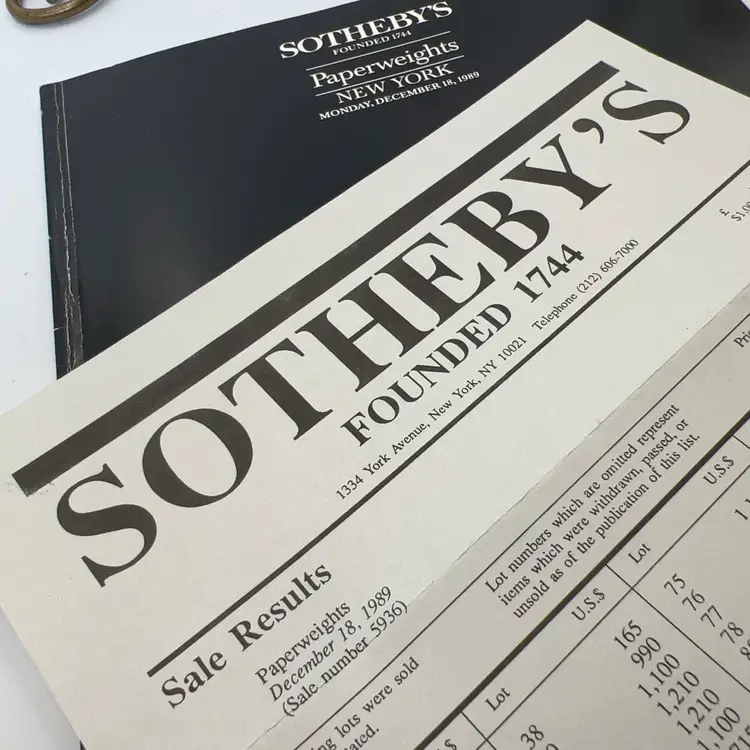 SOTHEBY'S
FOUNDED 1744
Paperweights
NEW YORK
MONDAY, DECEMBER 18, 1989
SOTHEBY'S
FOUNDED 1744
1334 York Avenue, New York, NY 10021 Telephone (212) 606-7000
£
Sale Results
Paperweights
December 18, 1989
(Sale number 5936)
lots were sold
Lot numbers which are omitted represent
items which were withdrawn, passed, or
unsold as of the publication of this list.
Lot
U.S.$
Lot
U.S.$
38
165
990
1,100
1,210
1,210
75
76
77
78